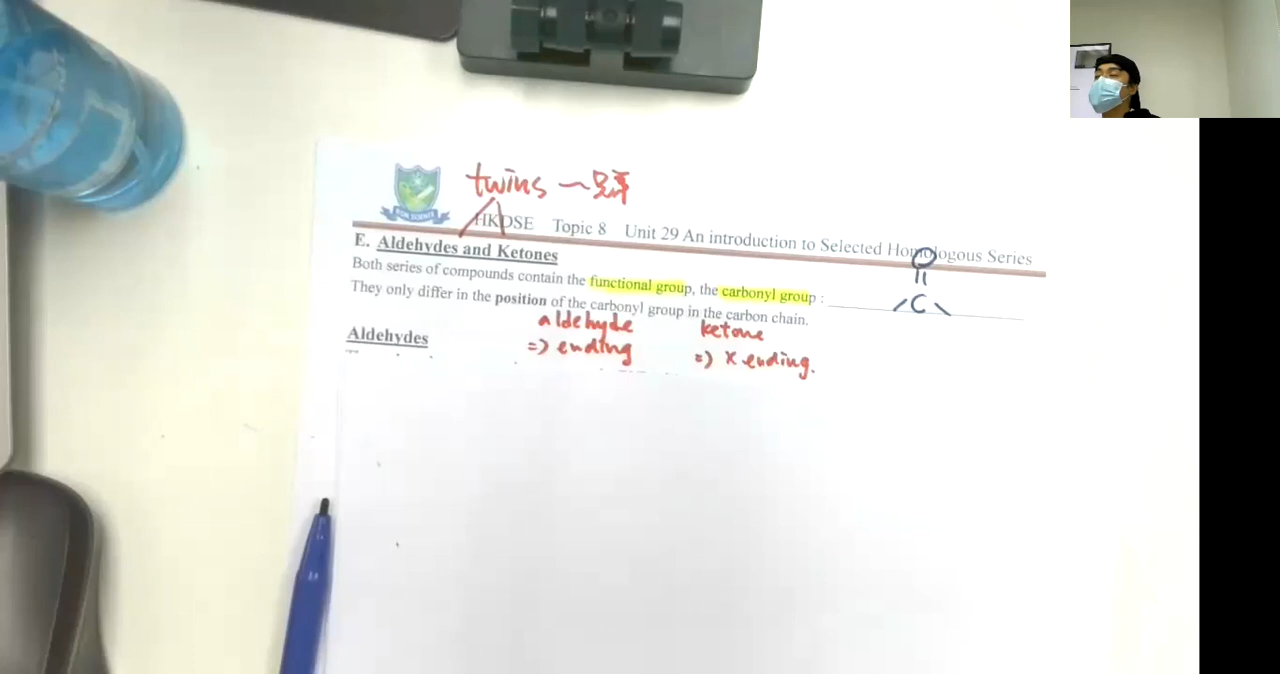 twins 一孖
HKDSE Topic 8 Unit 29 An introduction to Selected Homologous Series
E. Aldehydes and Ketones
O
Both series of compounds contain the functional group, the carbonyl group : C
They only differ in the position of the carbonyl group in the carbon chain.
aldehyde ketone
Aldehydes
=> ending => x ending.